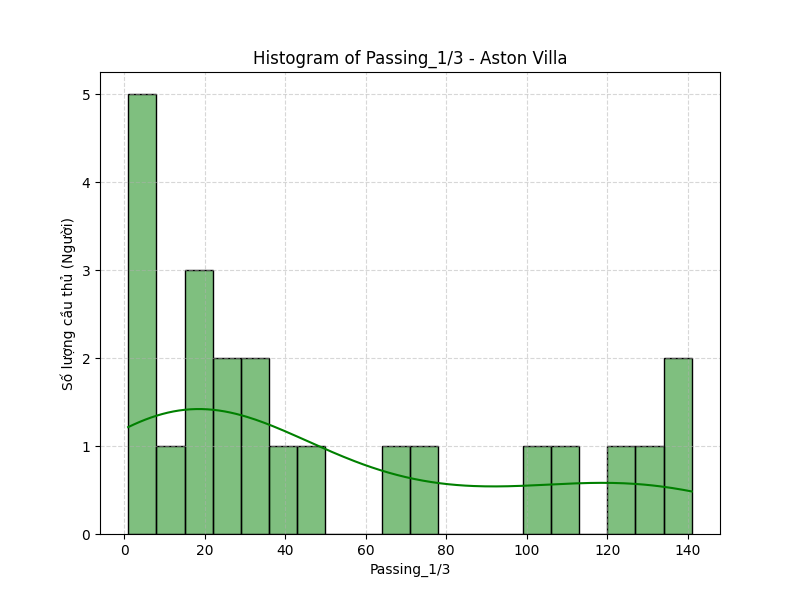 Histogram of Passing_1/3 - Aston Villa
Số lượng cầu thủ (Người)
5
4
3
2
1
0
0 20 40 60 80 100 120 140
Passing_1/3